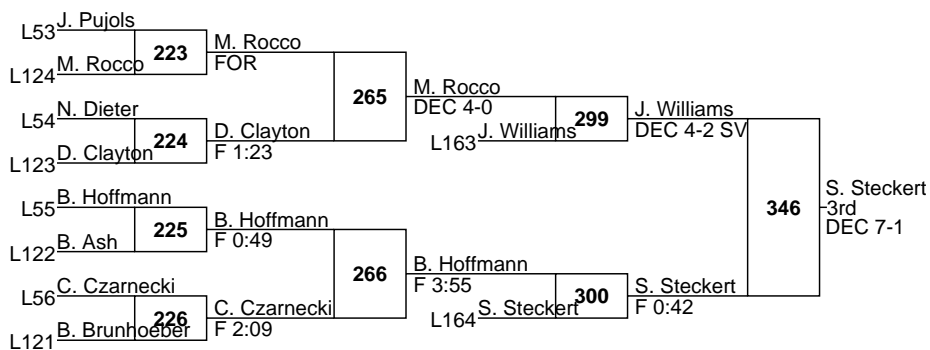 L53 J. Pujols
223
M. Rocco
FOR
L124 M. Rocco
265
M. Rocco
DEC 4-0
L54 N. Dieter
224
D. Clayton
F 1:23
L123 D. Clayton
299
L163 J. Williams
J. Williams
DEC 4-2 SV
L55 B. Hoffmann
225
B. Hoffmann
F 0:49
L122 B. Ash
346
S. Steckert
3rd
DEC 7-1
266
B. Hoffmann
F 3:55
L56 C. Czarnecki
226
C. Czarnecki
F 2:09
L121 B. Brunhoeber
300
L164 S. Steckert
S. Steckert
F 0:42